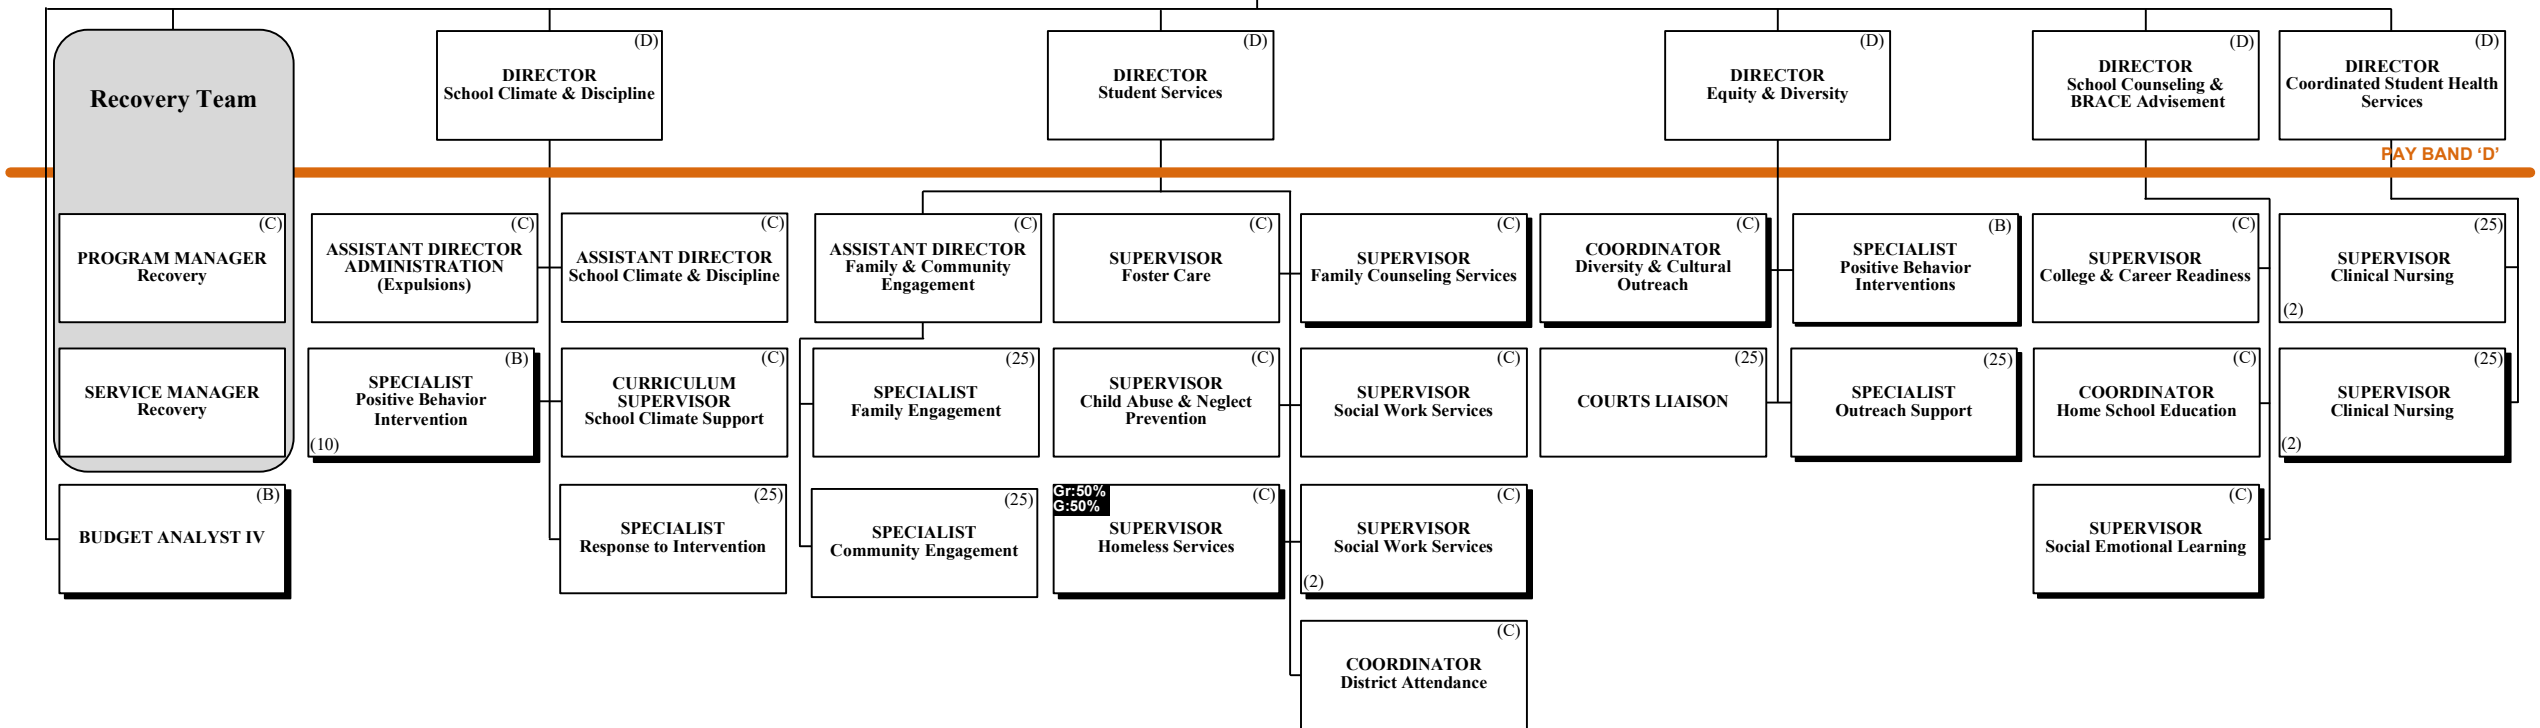 Recovery Team
(D)
DIRECTOR
School Climate & Discipline
(D)
DIRECTOR
Student Services
(D)
DIRECTOR
Equity & Diversity
(D)
DIRECTOR
School Counseling &
BRACE Advisement
(D)
DIRECTOR
Coordinated Student Health
Services
PAY BAND ‘D’
(C)
PROGRAM MANAGER
Recovery
(C)
ASSISTANT DIRECTOR
ADMINISTRATION
(Expulsions)
(C)
ASSISTANT DIRECTOR
School Climate & Discipline
(C)
ASSISTANT DIRECTOR
Family & Community
Engagement
(C)
SUPERVISOR
Foster Care
(C)
SUPERVISOR
Family Counseling Services
(C)
COORDINATOR
Diversity & Cultural
Outreach
(B)
SPECIALIST
Positive Behavior
Interventions
(C)
SUPERVISOR
College & Career Readiness
(25)
SUPERVISOR
Clinical Nursing
(2)
SERVICE MANAGER
Recovery
(B)
SPECIALIST
Positive Behavior
Intervention
(10)
(C)
CURRICULUM
SUPERVISOR
School Climate Support
(25)
SPECIALIST
Family Engagement
(C)
SUPERVISOR
Child Abuse & Neglect
Prevention
(C)
SUPERVISOR
Social Work Services
(25)
COURTS LIAISON
(25)
SPECIALIST
Outreach Support
(C)
COORDINATOR
Home School Education
(25)
SUPERVISOR
Clinical Nursing
(2)
(B)
BUDGET ANALYST IV
(25)
SPECIALIST
Response to Intervention
(25)
SPECIALIST
Community Engagement
Gr:50%
G:50%
(C)
SUPERVISOR
Homeless Services
(C)
SUPERVISOR
Social Work Services
(2)
(C)
SUPERVISOR
Social Emotional Learning
(C)
COORDINATOR
District Attendance